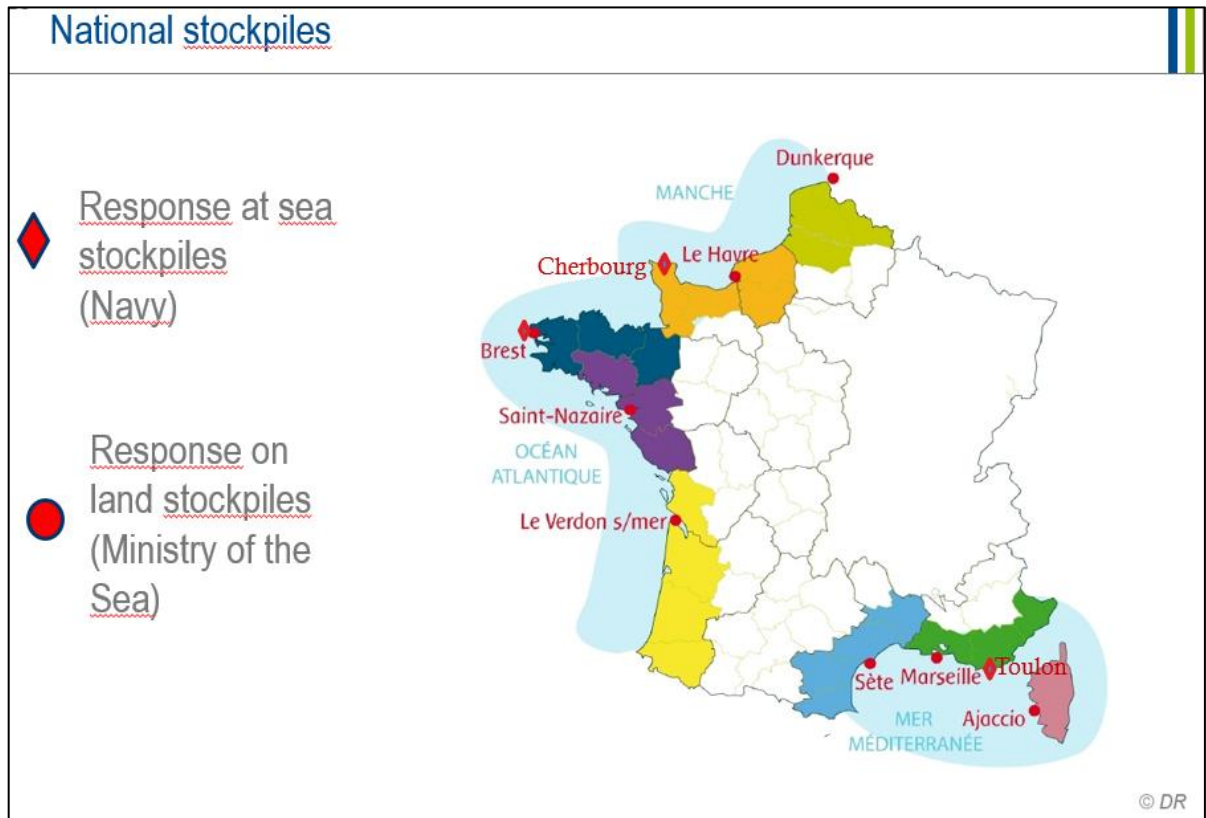 National stockpiles
Response at sea
stockpiles
(Navy)
Response on
land stockpiles
(Ministry of the
Sea)
Dunkerque
MANCHE
Cherbourg
Le Havre
Brest
Saint-Nazaire
OCÉAN
ATLANTIQUE
Le Verdon s/mer
Sète
Marseille
Toulon
Ajaccio
MER
MÉDITERRANÉE
© DR